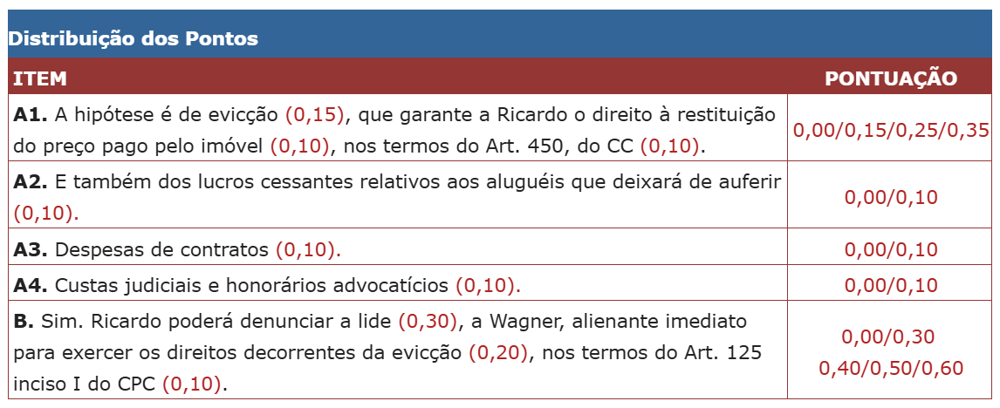 Distribuição dos Pontos
ITEM PONTUAÇÃO
A1. A hipótese é de evicção (0,15), que garante a Ricardo o direito à restituição
do preço pago pelo imóvel (0,10), nos termos do Art. 450, do CC (0,10).
0,00/0,15/0,25/0,35
A2. E também dos lucros cessantes relativos aos aluguéis que deixará de auferir
(0,10).
0,00/0,10
A3. Despesas de contratos (0,10).
0,00/0,10
A4. Custas judiciais e honorários advocatícios (0,10).
0,00/0,10
B. Sim. Ricardo poderá denunciar a lide (0,30), a Wagner, alienante imediato
para exercer os direitos decorrentes da evicção (0,20), nos termos do Art. 125
inciso I do CPC (0,10).
0,00/0,30
0,40/0,50/0,60